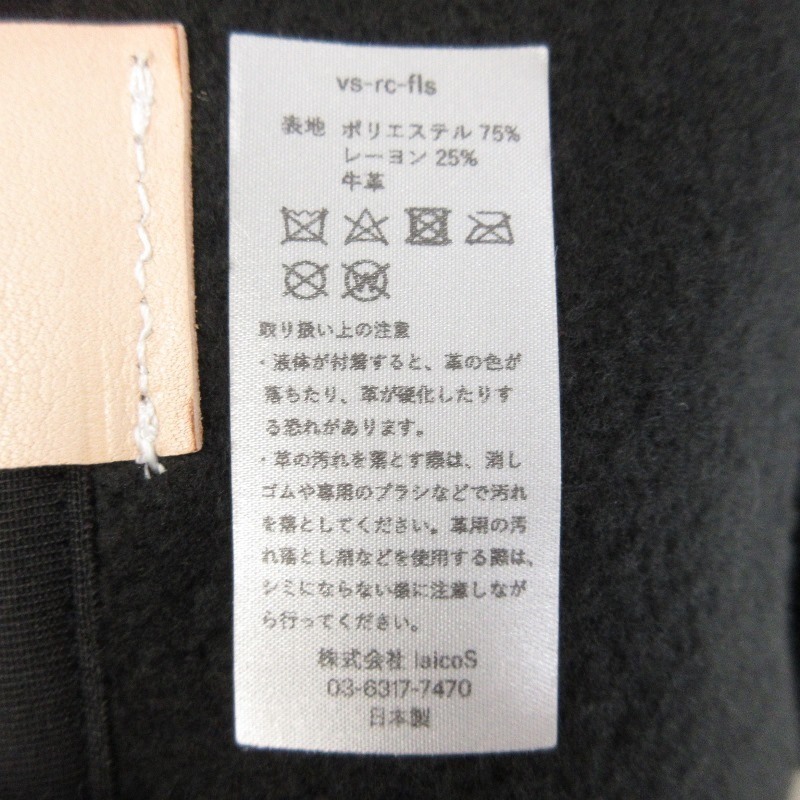 vs-rc-fls
表地 ポリエステル 75%
レーヨン 25%
牛革
取り扱い上の注意
・液体が付着すると、革の色が
落ちたり、革が硬化したりす
る恐れがあります。
・革の汚れを落とす際は、消し
ゴムや専用のブラシなどで汚れ
を落としてください。革用の汚
れ落とし剤などを使用する際は、
シミにならない様に注意しなが
ら行ってください。
株式会社 laicoS
03-6317-7470
日本製